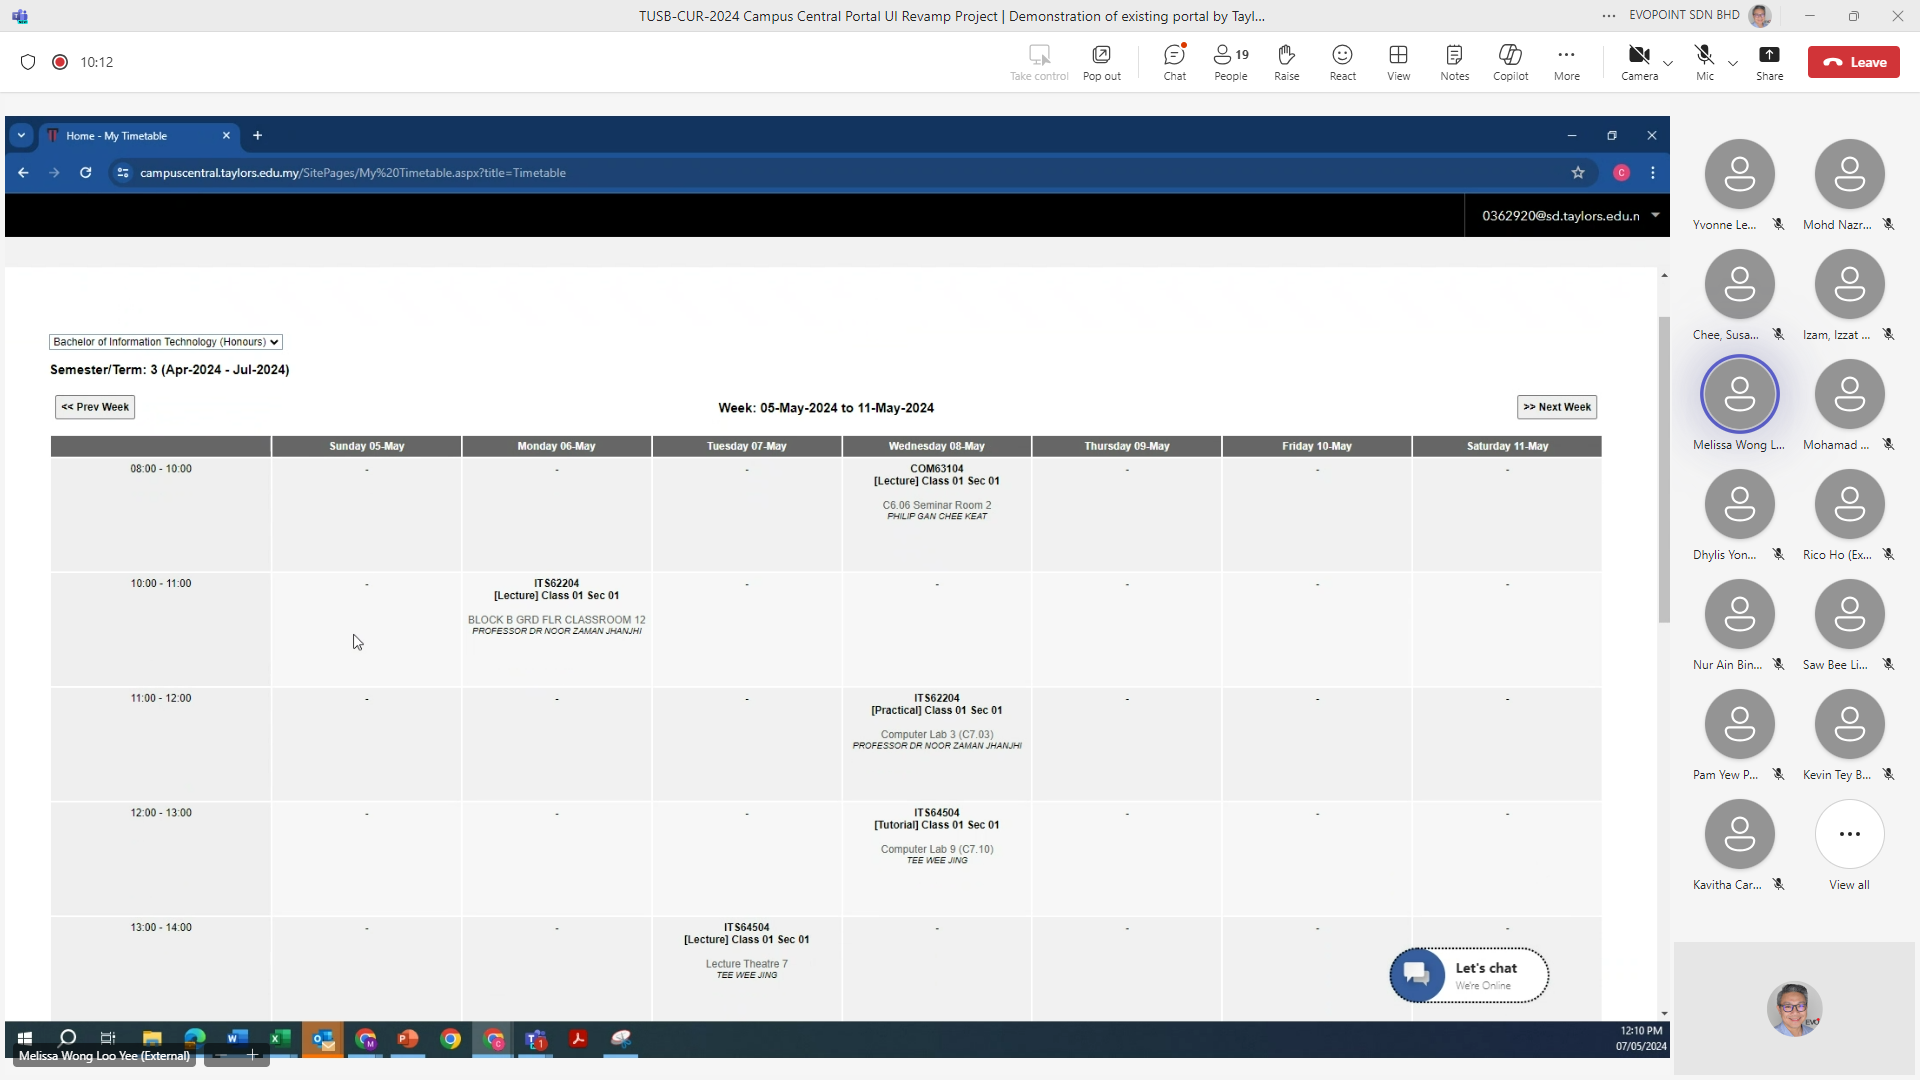 TUSB-CUR-2024 Campus Central Portal UI Revamp Project | Demonstration of existing portal by Tayl...
EVOPOINT SDN BHD
10:12
Take control
Pop out
Chat
People 19
Raise
React
View
Notes
Copilot
More
Camera
Mic
Share
Leave
Home - My Timetable
campuscentral.taylors.edu.my/SitePages/My%20Timetable.aspx?title=Timetable
C
0362920@sd.taylors.edu.n
Bachelor of Information Technology (Honours)
Semester/Term: 3 (Apr-2024 - Jul-2024)
<< Prev Week
Week: 05-May-2024 to 11-May-2024
>> Next Week
Sunday 05-May
Monday 06-May
Tuesday 07-May
Wednesday 08-May
Thursday 09-May
Friday 10-May
Saturday 11-May
08:00 - 10:00
-
-
-
COM63104
[Lecture] Class 01 Sec 01
C6.06 Seminar Room 2
PHILIP GAN CHEE KEAT
-
-
-
10:00 - 11:00
-
ITS62204
[Lecture] Class 01 Sec 01
BLOCK B GRD FLR CLASSROOM 12
PROFESSOR DR NOOR ZAMAN JHANJHI
-
-
-
-
-
11:00 - 12:00
-
-
-
ITS62204
[Practical] Class 01 Sec 01
Computer Lab 3 (C7.03)
PROFESSOR DR NOOR ZAMAN JHANJHI
-
-
-
12:00 - 13:00
-
-
-
ITS64504
[Tutorial] Class 01 Sec 01
Computer Lab 9 (C7.10)
TEE WEE JING
-
-
-
13:00 - 14:00
-
-
ITS64504
[Lecture] Class 01 Sec 01
Lecture Theatre 7
TEE WEE JING
-
-
-
-
Let's chat
We're Online
12:10 PM
07/05/2024
Melissa Wong Loo Yee (External)
Yvonne Le...
Mohd Nazr...
Chee, Susa...
Izam, Izzat ...
Melissa Wong L...
Mohamad ...
Dhylis Yon...
Rico Ho (Ex...
Nur Ain Bin...
Saw Bee Li...
Pam Yew P...
Kevin Tey B...
Kavitha Car...
View all